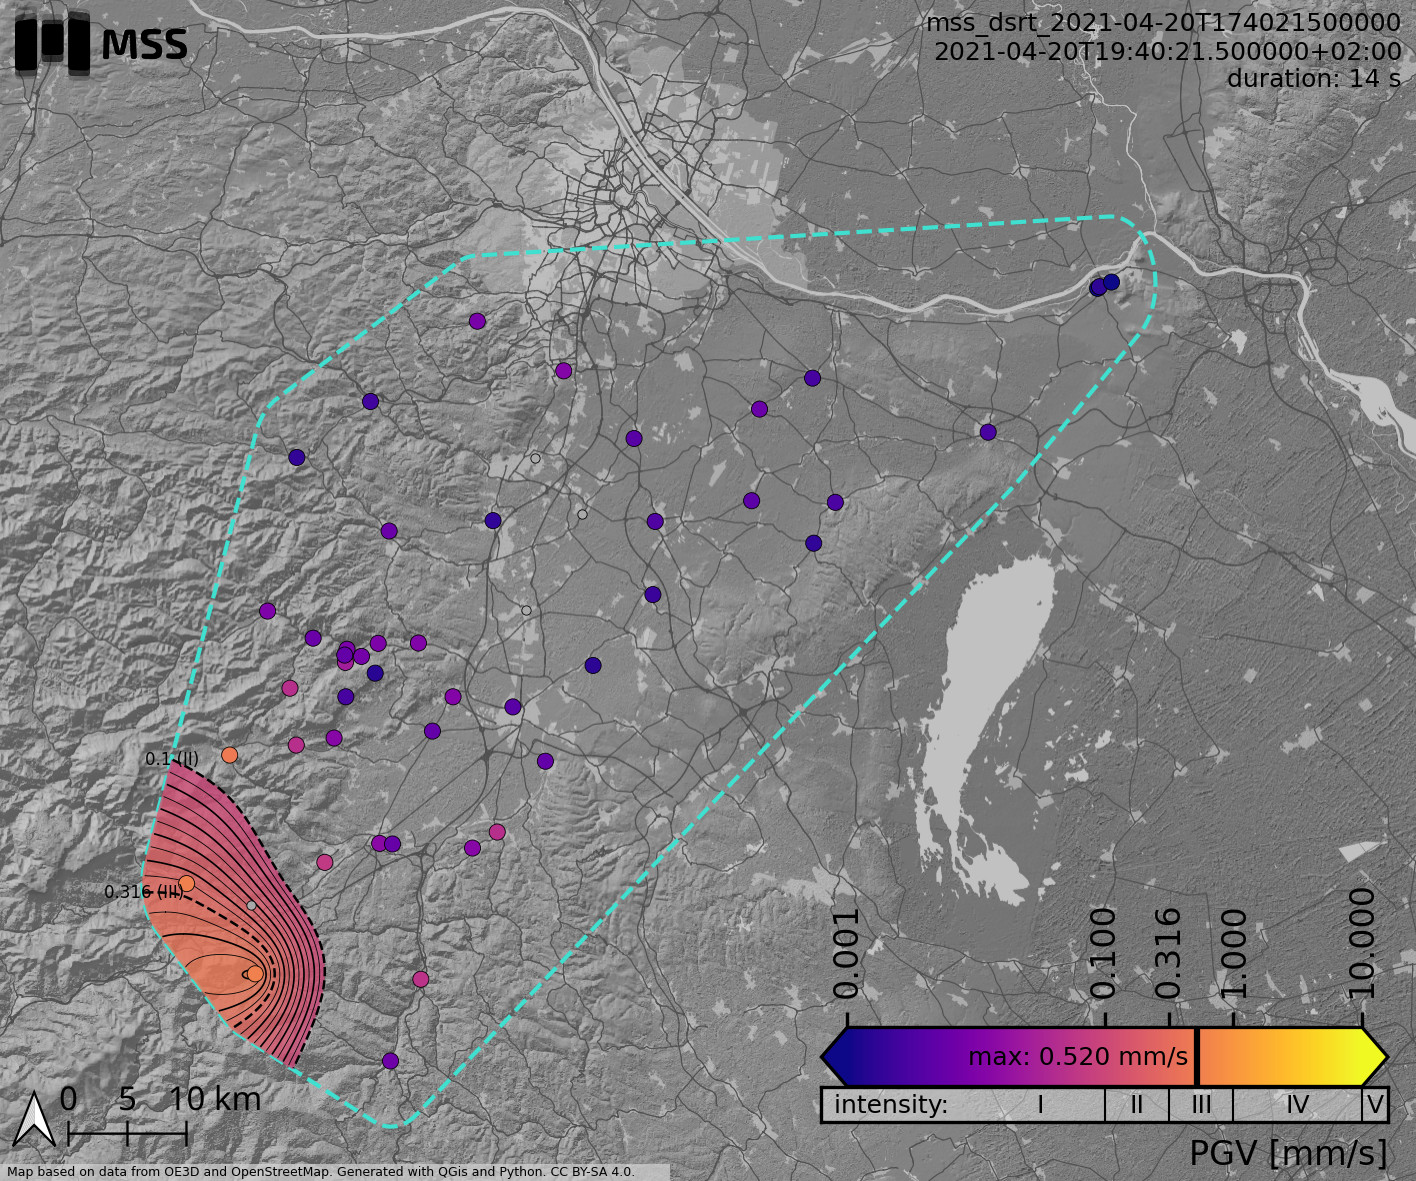 MSS
mss_dsrt_2021-04-20T174021500000
2021-04-20T19:40:21.500000+02:00
duration: 14 s
0.1 (II)
0.316 (III)
0.001
0.100
0.316
1.000
10.000
max: 0.520 mm/s
intensity: I II III IV V
PGV [mm/s]
0 5 10 km
Map based on data from OE3D and OpenStreetMap. Generated with QGis and Python. CC BY-SA 4.0.